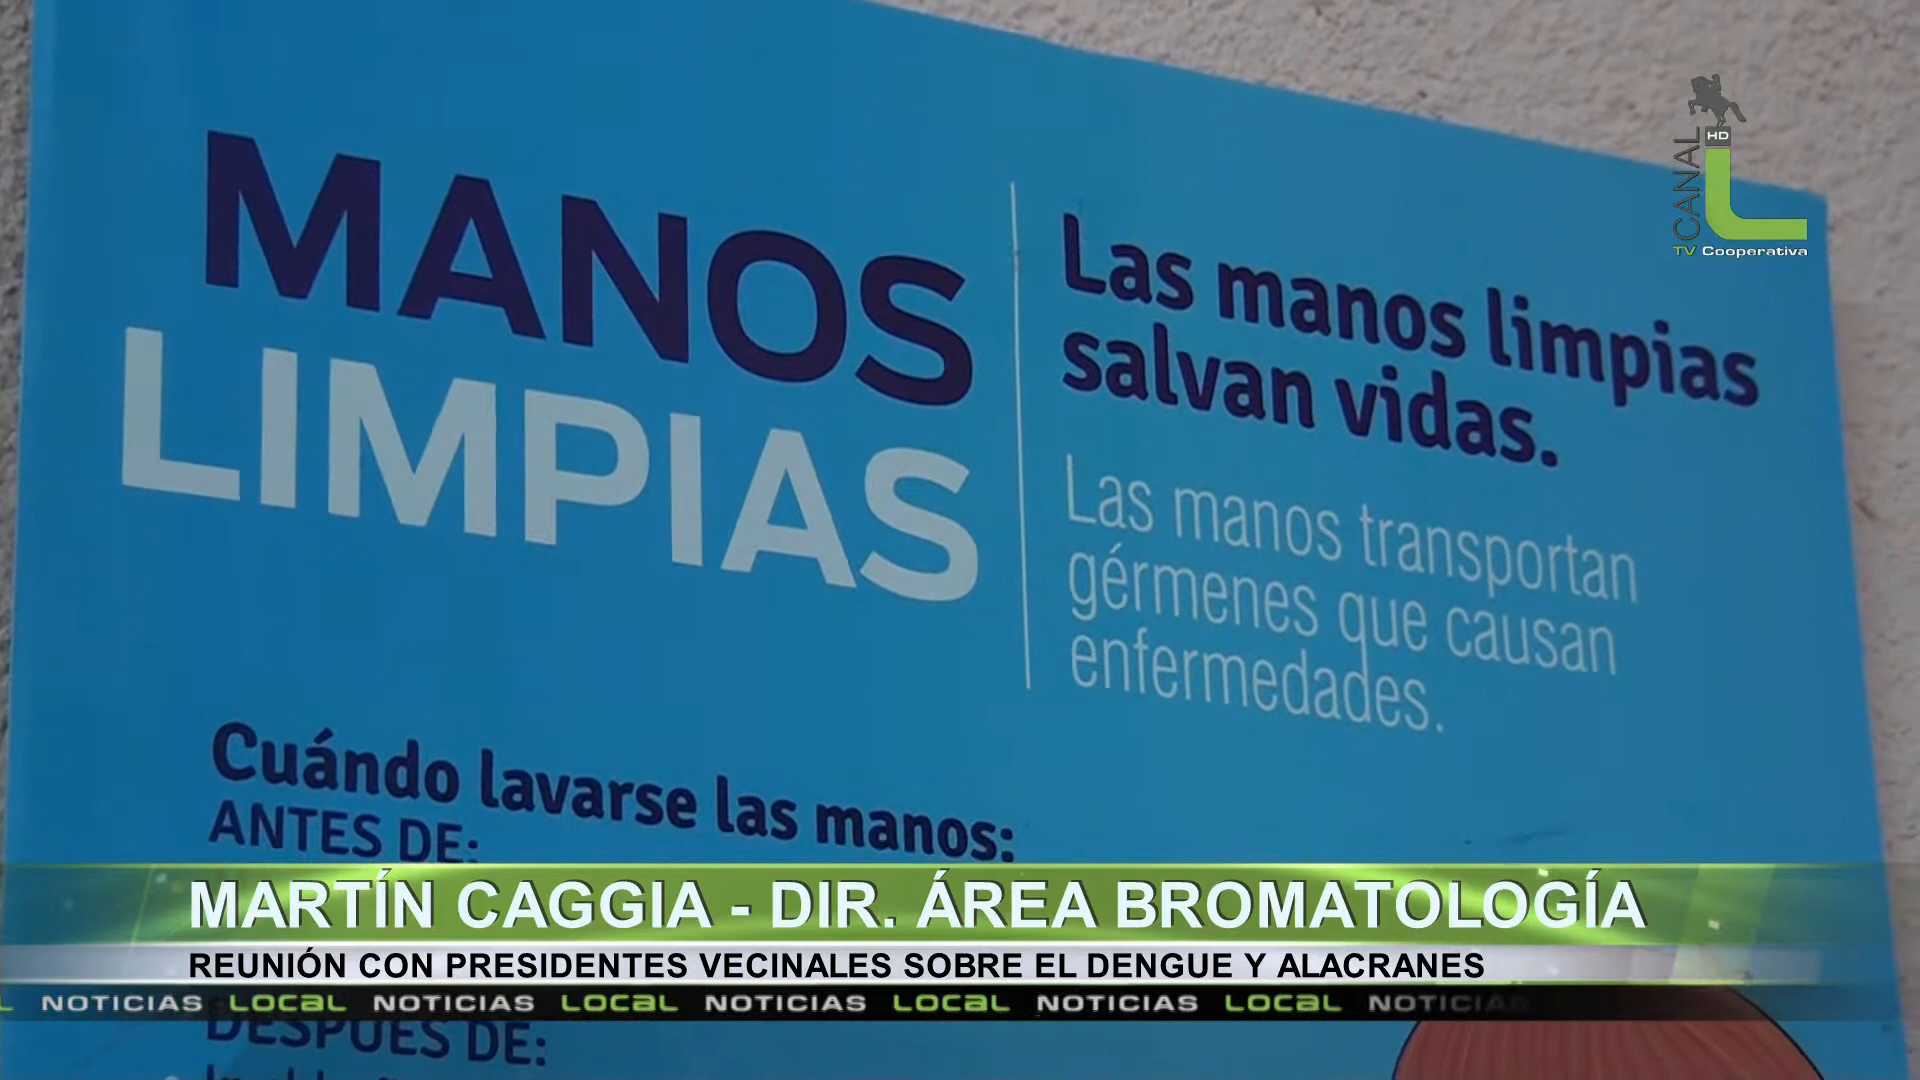 MANOS
LIMPIAS
Las manos limpias
salvan vidas.
Las manos transportan
gérmenes que causan
enfermedades.
Cuándo lavarse las manos:
ANTES DE:
CANAL
HD
L
TV Cooperativa
MARTÍN CAGGIA - DIR. ÁREA BROMATOLOGÍA
REUNIÓN CON PRESIDENTES VECINALES SOBRE EL DENGUE Y ALACRANES
L NOTICIAS LOCAL NOTICIAS LOCAL NOTICIAS LOCAL NOTICIAS LOCAL NOTICIAS
DESPUÉS DE: